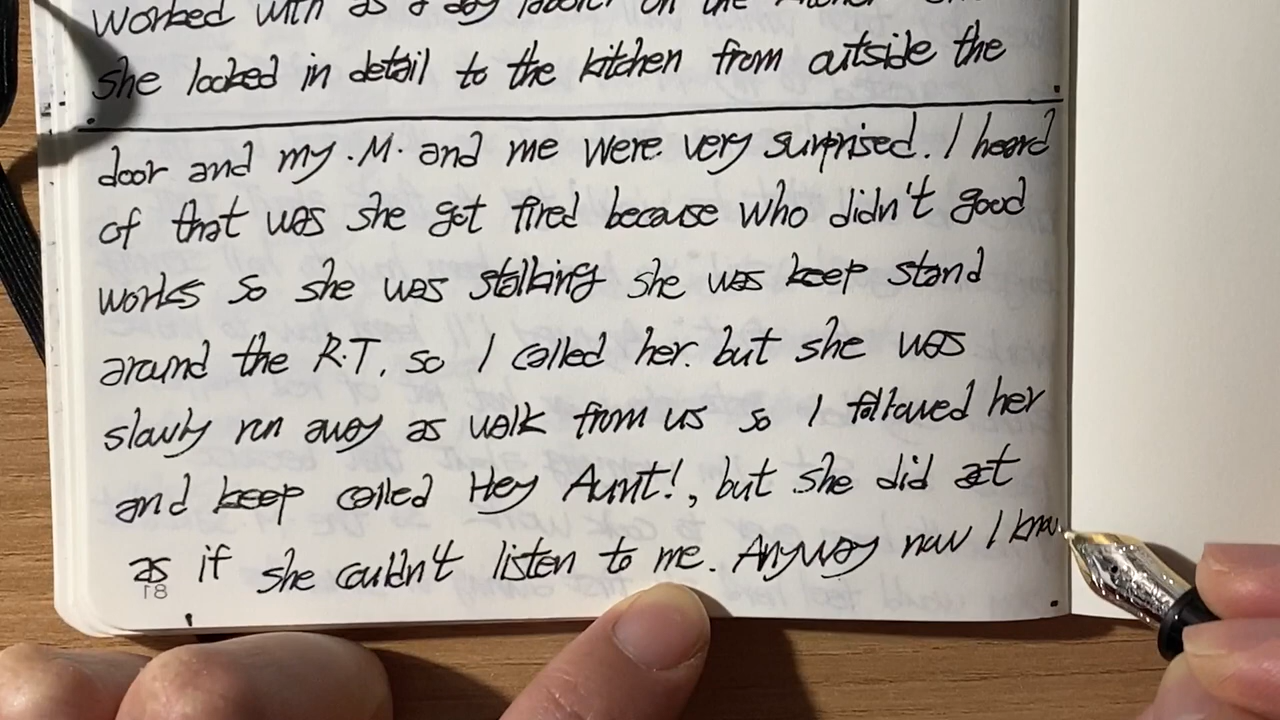 worked with as a day laborer on the kitchen
she looked in detail to the kitchen from outside the
door and my .M. and me were very surprised. I heard
of that was she got fired because who didn't good
works so she was stalking she was keep stand
around the R.T. so I called her. but she was
slowly run away as walk from us so I followed her
and keep called Hey Aunt!, but she did act
as if she couldn't listen to me. Anyway now I know
81